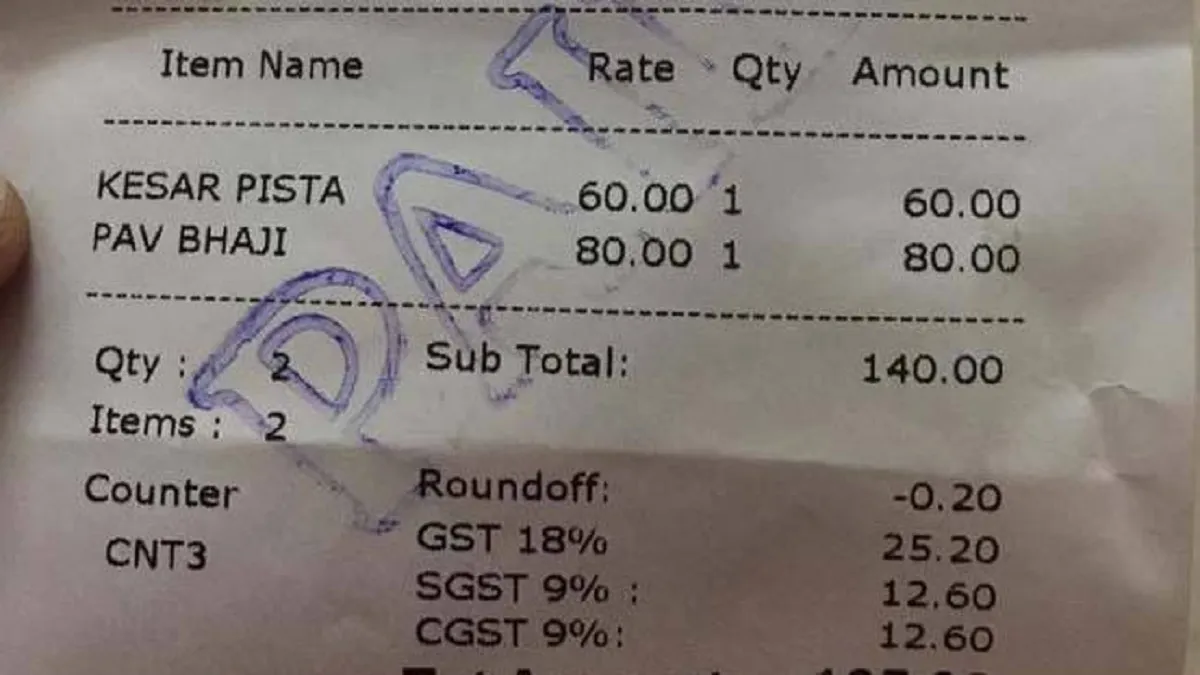 Item Name Rate Qty Amount
KESAR PISTA 60.00 1 60.00
PAV BHAJI 80.00 1 80.00
Qty : 2 Sub Total: 140.00
Items : 2
Counter Roundoff: -0.20
CNT3 GST 18% 25.20
SGST 9% : 12.60
CGST 9%: 12.60